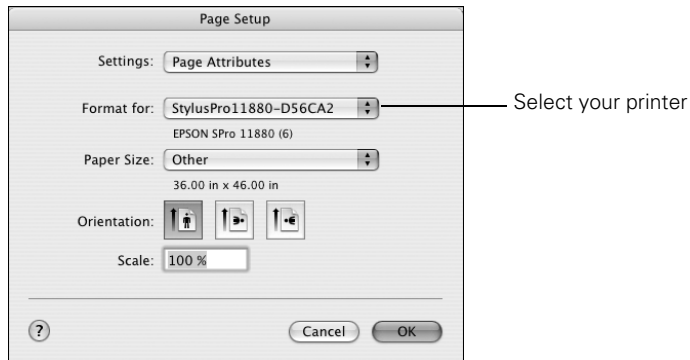 Page Setup
Settings: Page Attributes
Format for: StylusPro11880-D56CA2
Select your printer
EPSON SPro 11880 (6)
Paper Size: Other
36.00 in x 46.00 in
Orientation:
Scale: 100 %
?
Cancel
OK